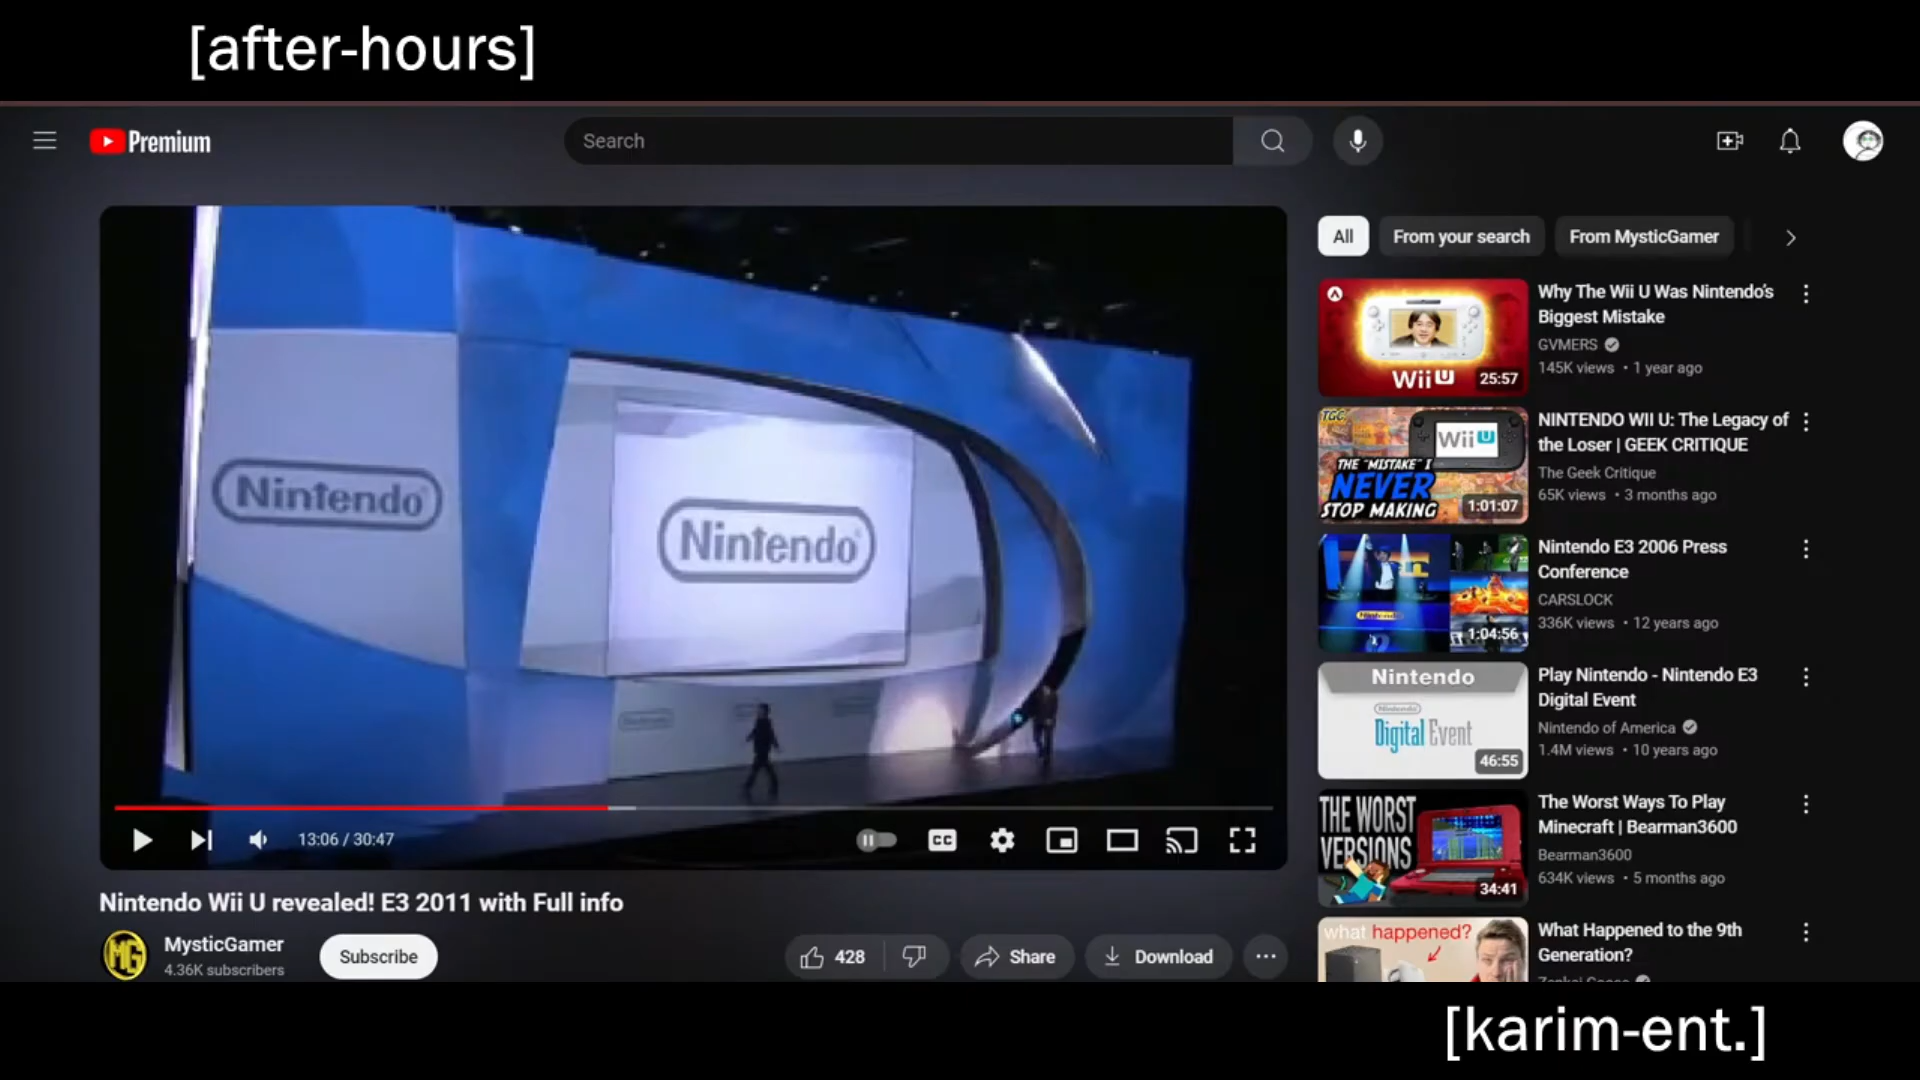 [after-hours]
Premium
Search
Nintendo
Nintendo
13:06 / 30:47
CC
Nintendo Wii U revealed! E3 2011 with Full info
MysticGamer
4.36K subscribers
Subscribe
428
Share
Download
MG
All
From your search
From MysticGamer
Wii U
25:57
Why The Wii U Was Nintendo's
Biggest Mistake
GVMERS
145K views • 1 year ago
TGC
Wii U
THE "MISTAKE" I
NEVER
STOP MAKING
1:01:07
NINTENDO WII U: The Legacy of
the Loser | GEEK CRITIQUE
The Geek Critique
65K views • 3 months ago
Nintendo
1:04:56
Nintendo E3 2006 Press
Conference
CARSLOCK
336K views • 12 years ago
Nintendo
Nintendo
Digital Event
46:55
Play Nintendo - Nintendo E3
Digital Event
Nintendo of America
1.4M views • 10 years ago
THE WORST
VERSIONS
34:41
The Worst Ways To Play
Minecraft | Bearman3600
Bearman3600
634K views • 5 months ago
what happened?
What Happened to the 9th
Generation?
[karim-ent.]